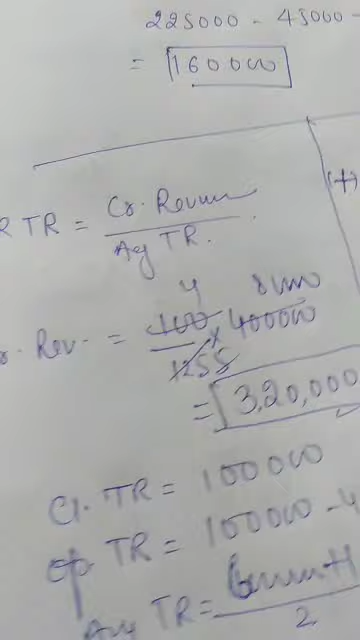 225000 - 45000 -
= 160000
R TR = Cr. Revenue
Avg TR.
(+)
4 8000
r. Rev. = 100 x 400000
125 5
= 3,20,000
Cl. TR = 100000
Op TR = 100000 - 4
Avg TR =
2